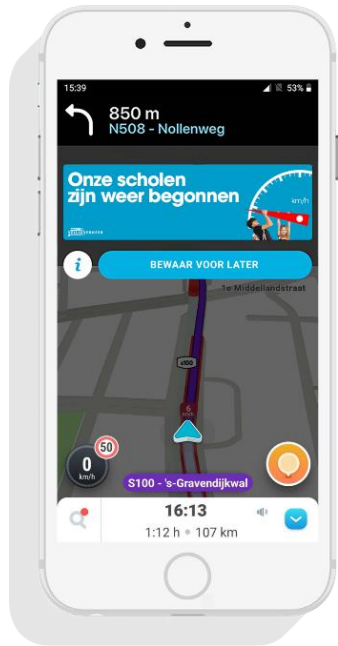 15:39
53%
850 m
N508 - Nollenweg
Onze scholen
zijn weer begonnen
km/h
i
BEWAAR VOOR LATER
1e Middellandstraat
s100
6
km/h
50
0
km/h
S100 - 's-Gravendijkwal
16:13
1:12 h • 107 km